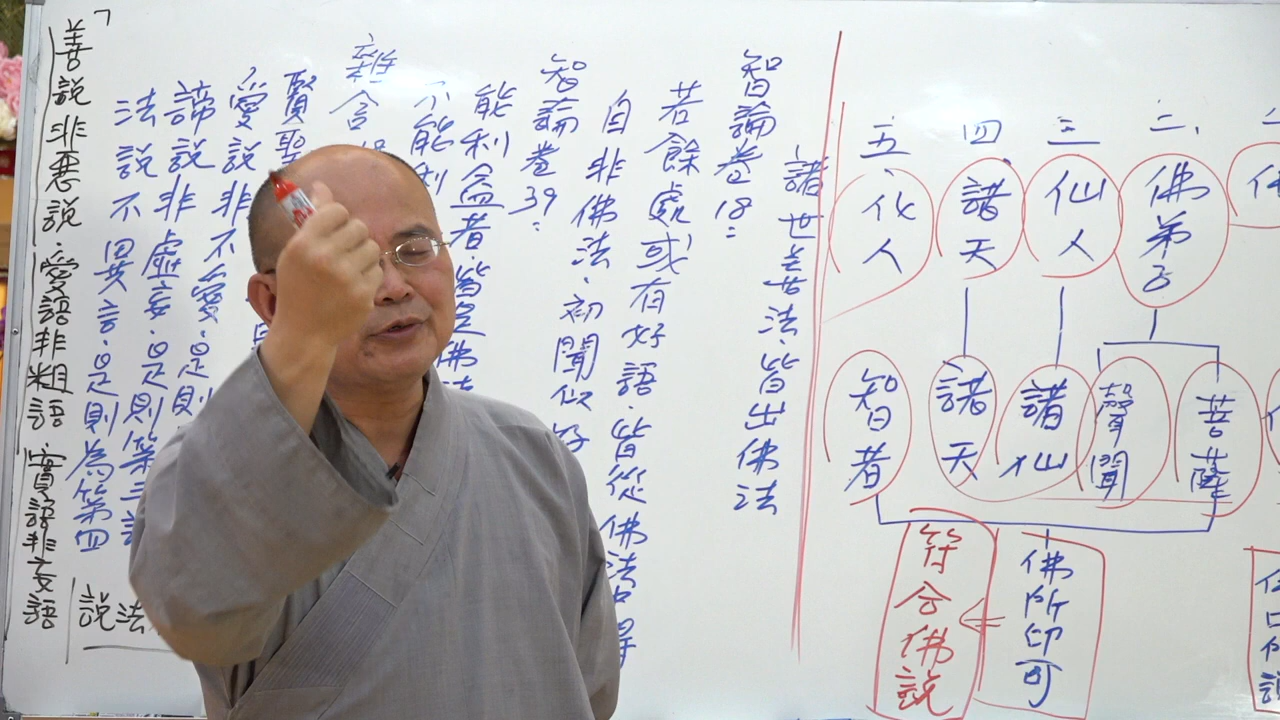 二、
三
四、
五、
佛弟子
仙人
諸天
化人
菩薩
聲聞
諸仙
諸天
智者
佛所印可
符合佛說
諸世善法、皆出佛法
智論卷18:
若餘處或有好語、皆從佛法中得
自非佛法、初聞似好
智論卷39:
能利益者、皆是佛法
不能利
雜含
賢聖
愛說非不愛、是則
諦說非虛妄、是則第三
法說不異言、是則為第四
「善說非惡說 愛語非粗語 實語非妄語
說法